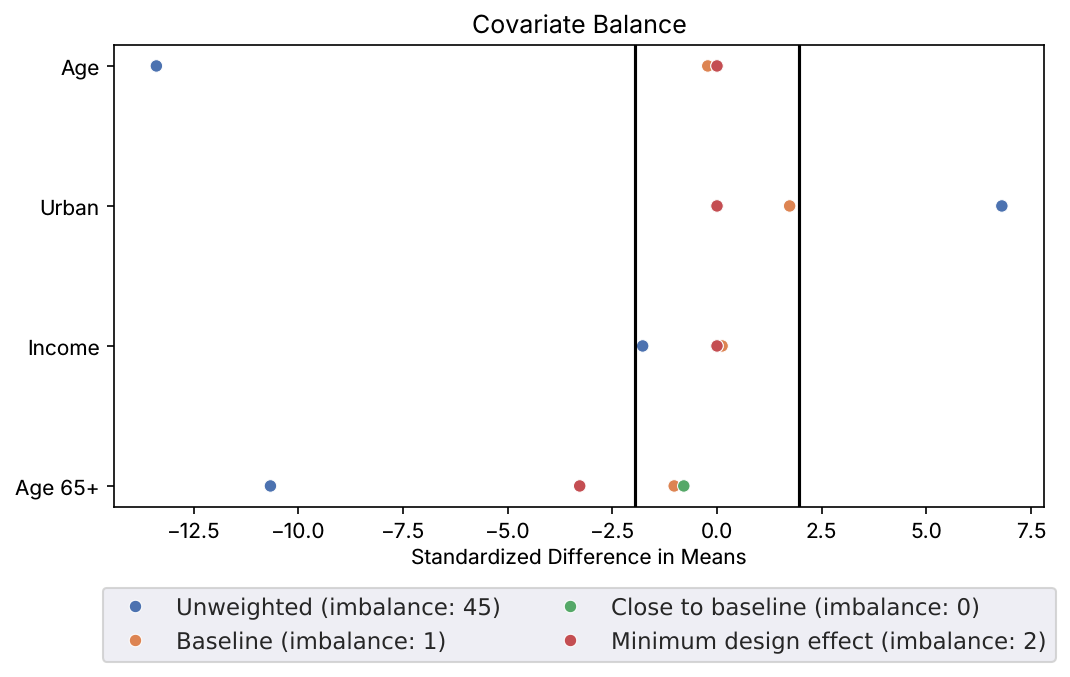 Covariate Balance
Age
Urban
Income
Age 65+
−12.5 −10.0 −7.5 −5.0 −2.5 0.0 2.5 5.0 7.5
Standardized Difference in Means
Unweighted (imbalance: 45) Close to baseline (imbalance: 0)
Baseline (imbalance: 1) Minimum design effect (imbalance: 2)